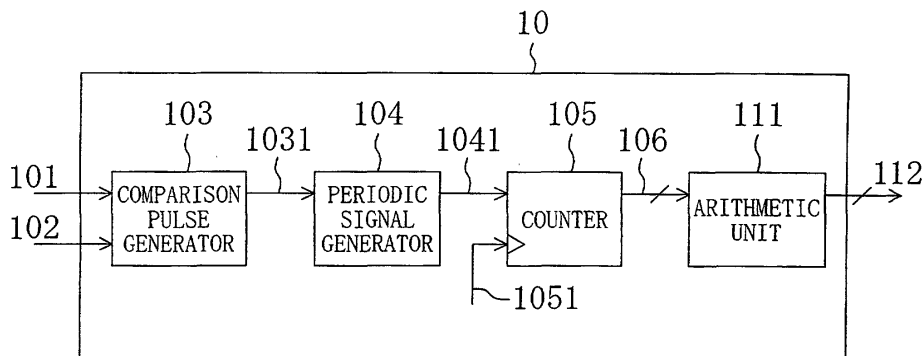 10
103
1031
104
1041
105
106
111
101
102
COMPARISON
PULSE
GENERATOR
PERIODIC
SIGNAL
GENERATOR
COUNTER
ARITHMETIC
UNIT
112
1051